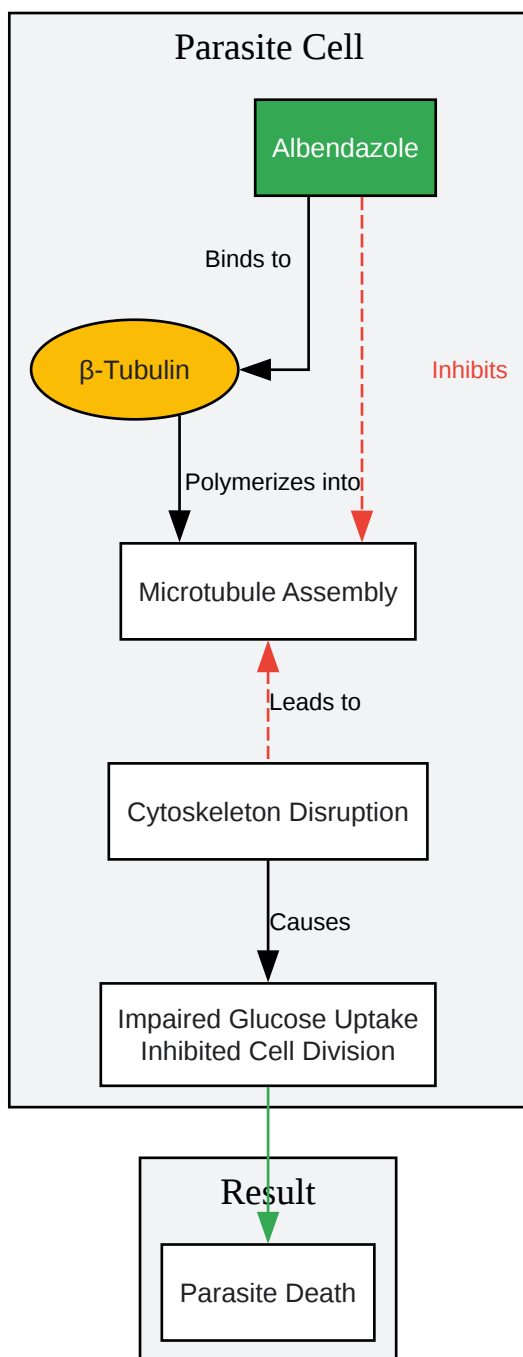 Parasite Cell
Albendazole
Binds to
β-Tubulin
Inhibits
Polymerizes into
Microtubule Assembly
Leads to
Cytoskeleton Disruption
Causes
Impaired Glucose Uptake
Inhibited Cell Division
Result
Parasite Death